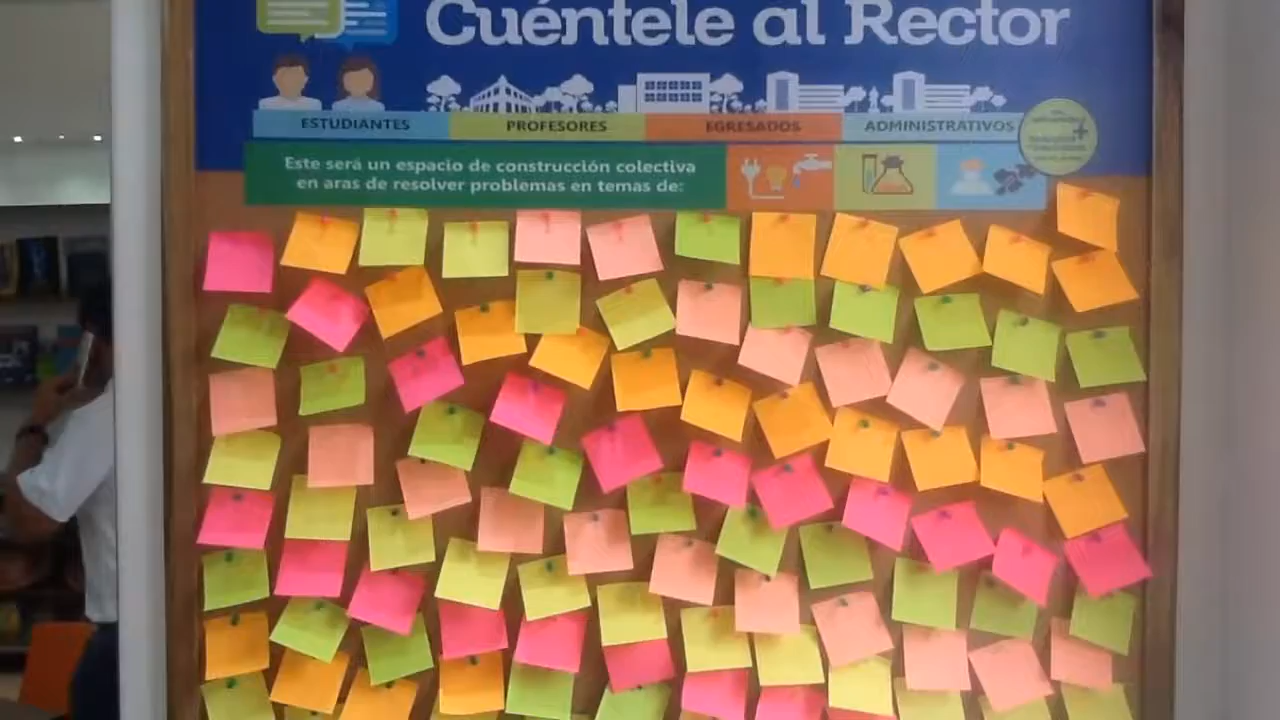 Cuéntele al Rector
ESTUDIANTES
PROFESORES
EGRESADOS
ADMINISTRATIVOS
Este será un espacio de construcción colectiva
en aras de resolver problemas en temas de: